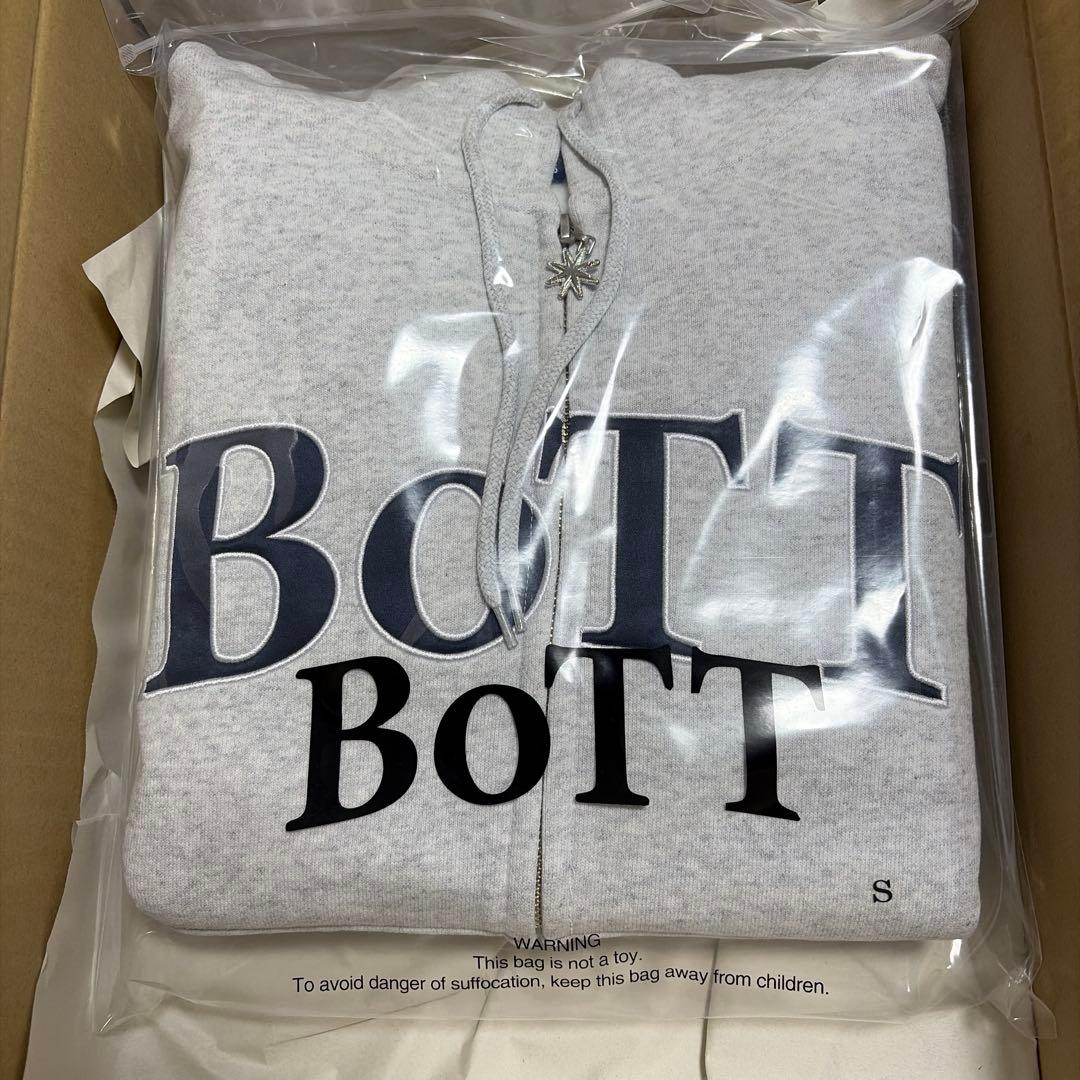 BoTT
BoTT
S
WARNING
This bag is not a toy.
To avoid danger of suffocation, keep this bag away from children.